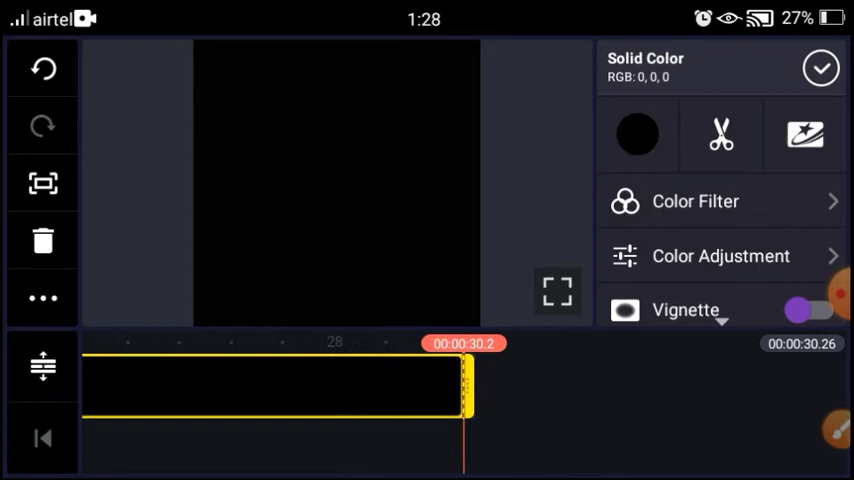 airtel
1:28
27%
Solid Color
RGB: 0, 0, 0
Color Filter
Color Adjustment
Vignette
28
00:00:30.2
00:00:30.26